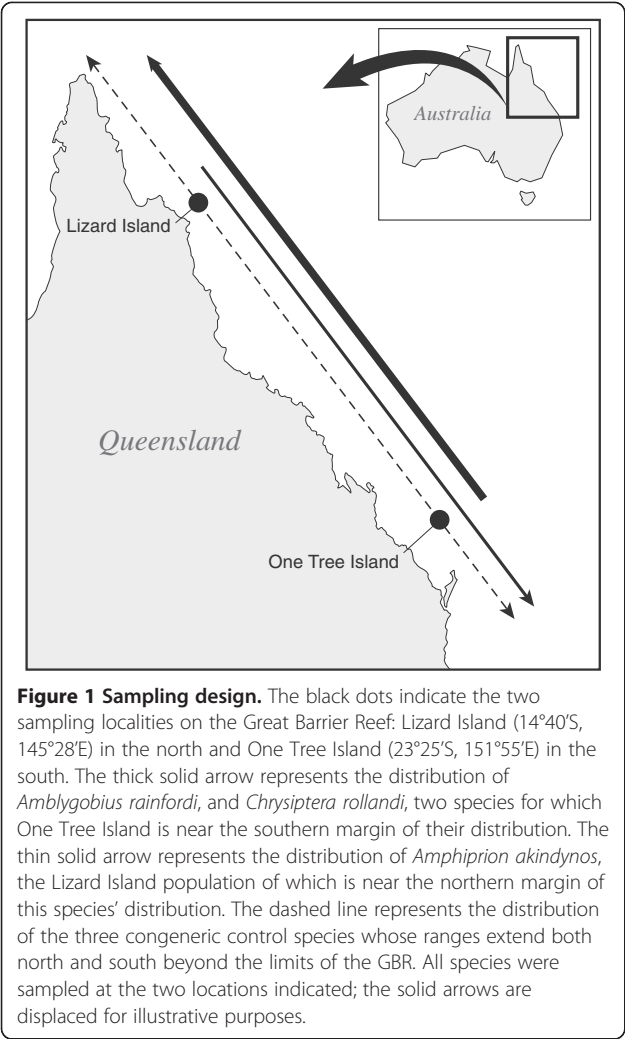 Australia
Lizard Island
Queensland
One Tree Island
Figure 1 Sampling design. The black dots indicate the two
sampling localities on the Great Barrier Reef: Lizard Island (14°40′S,
145°28′E) in the north and One Tree Island (23°25′S, 151°55′E) in the
south. The thick solid arrow represents the distribution of
Amblygobius rainfordi, and Chrysiptera rollandi, two species for which
One Tree Island is near the southern margin of their distribution. The
thin solid arrow represents the distribution of Amphiprion akindynos,
the Lizard Island population of which is near the northern margin of
this species’ distribution. The dashed line represents the distribution
of the three congeneric control species whose ranges extend both
north and south beyond the limits of the GBR. All species were
sampled at the two locations indicated; the solid arrows are
displaced for illustrative purposes.